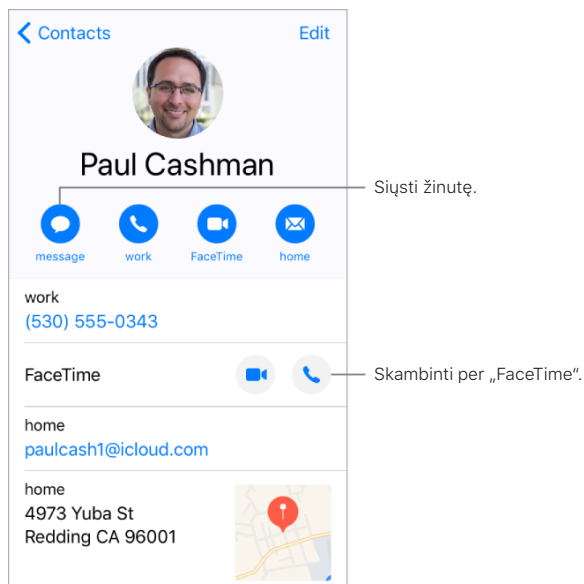 Contacts
Edit
Paul Cashman
Siųsti žinutę.
message
work
FaceTime
home
work
(530) 555-0343
FaceTime
Skambinti per „FaceTime“.
home
paulcash1@icloud.com
home
4973 Yuba St
Redding CA 96001